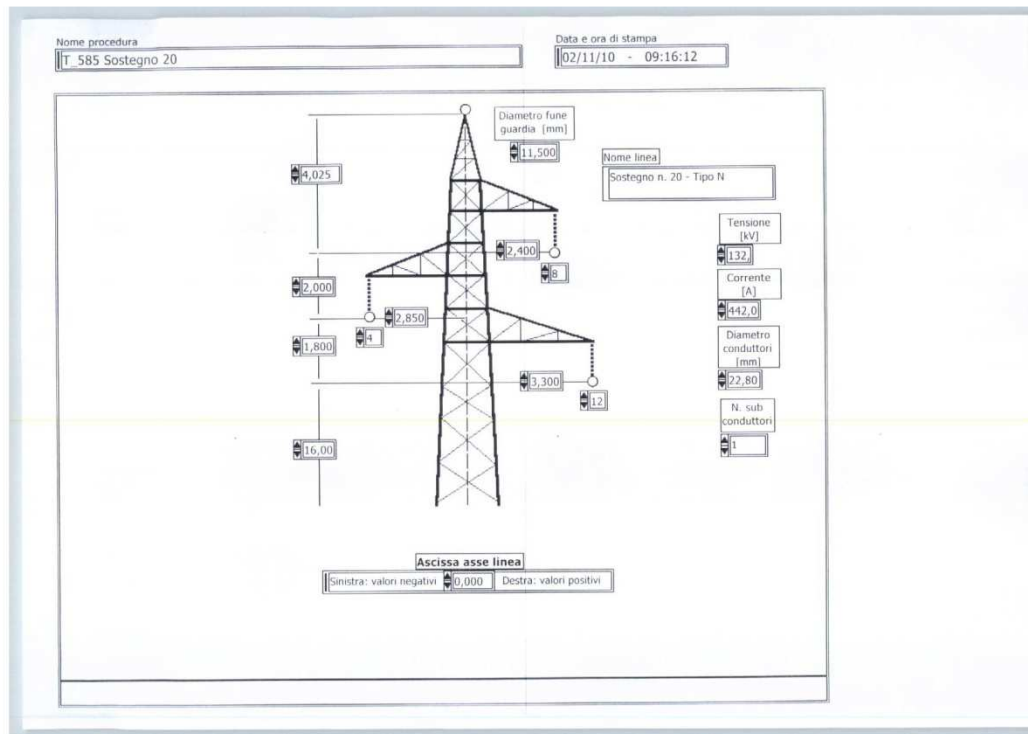 Nome procedura
T_585 Sostegno 20
Data e ora di stampa
02/11/10 - 09:16:12
Diametro fune
guardia [mm]
11,500
4,025
Nome linea
Sostegno n. 20 - Tipo N
Tensione
[kV]
132,
2,400
8
Corrente
[A]
442,0
2,000
2,850
4
1,800
Diametro
conduttori
[mm]
22,80
3,300
12
N. sub
conduttori
1
16,00
Ascissa asse linea
Sinistra: valori negativi 0,000 Destra: valori positivi